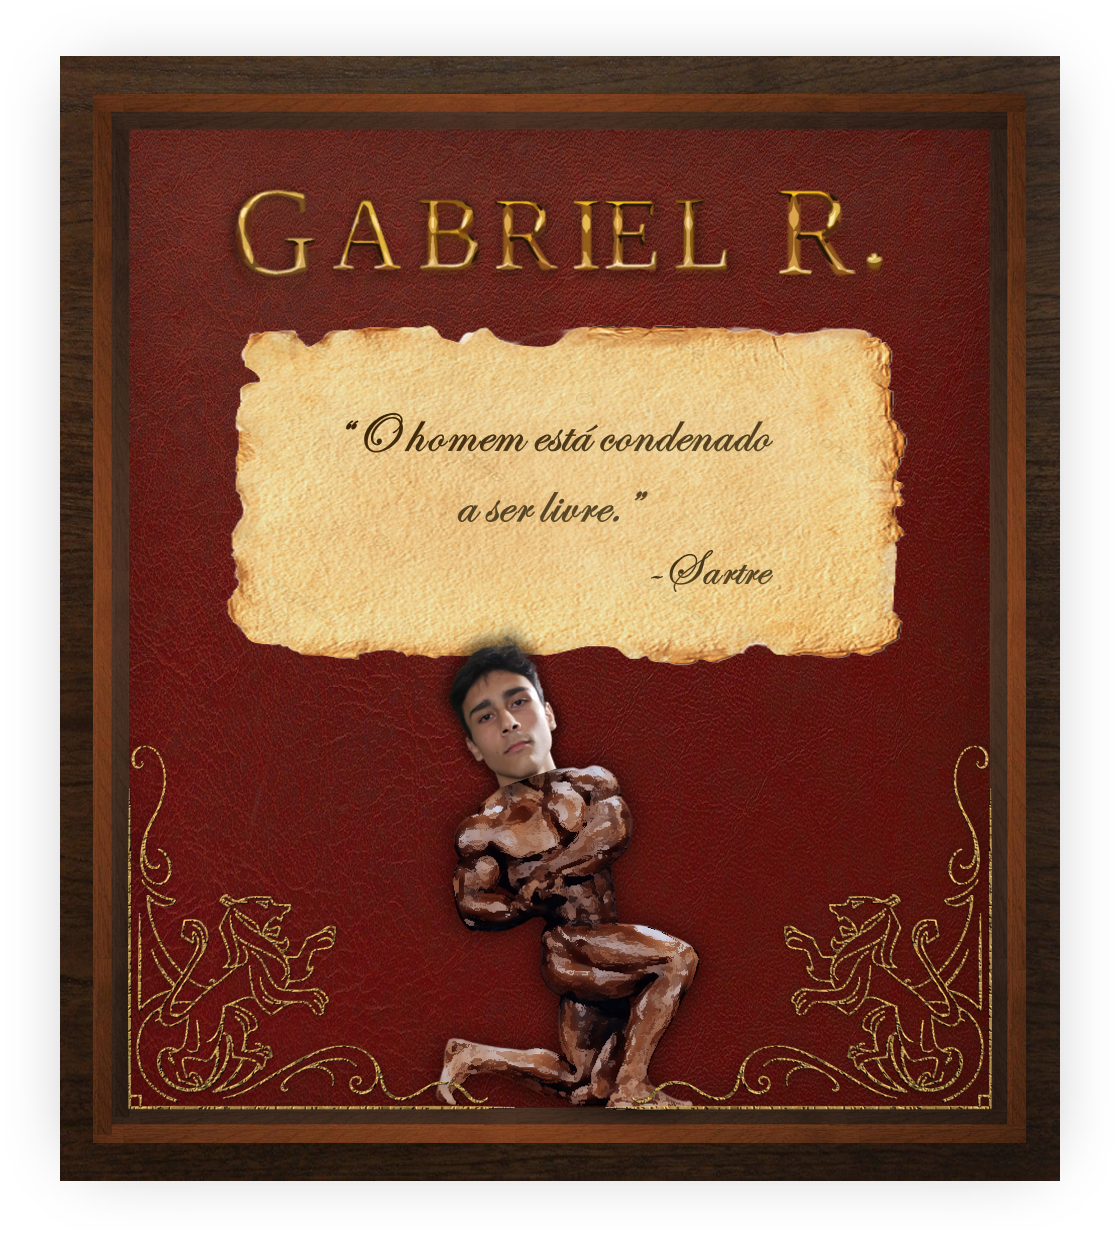 GABRIEL R.
“O homem está condenado
a ser livre.”
-Sartre